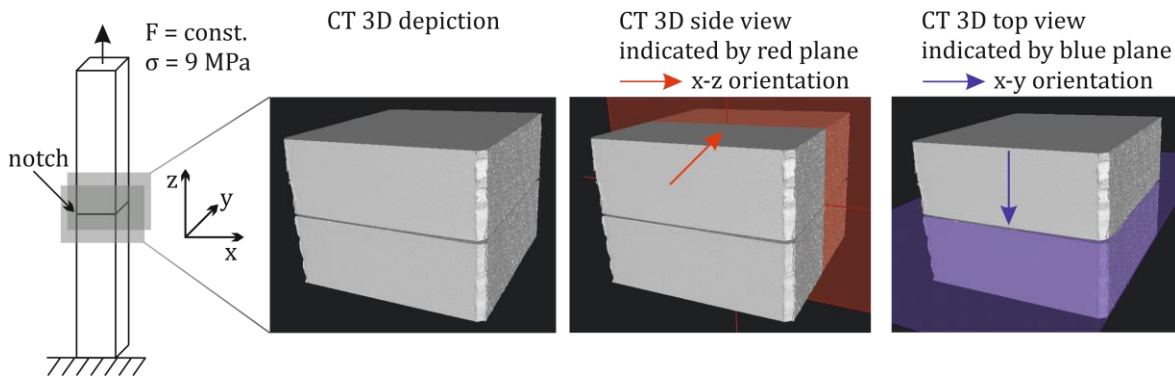 F = const.
σ = 9 MPa
notch
z
y
x
CT 3D depiction
CT 3D side view
indicated by red plane
x-z orientation
CT 3D top view
indicated by blue plane
x-y orientation